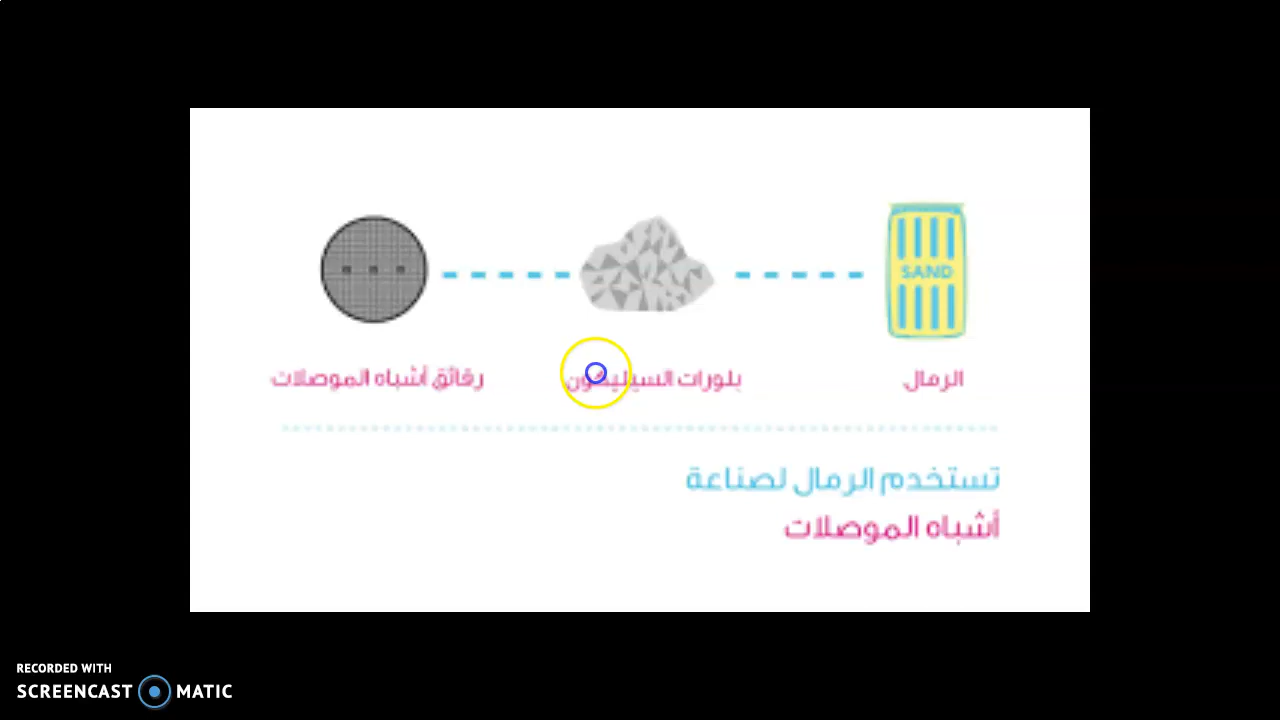 SAND
الرمال
بلورات السيليكون
رقائق أشباه الموصلات
تستخدم الرمال لصناعة
أشباه الموصلات
RECORDED WITH
SCREENCAST MATIC